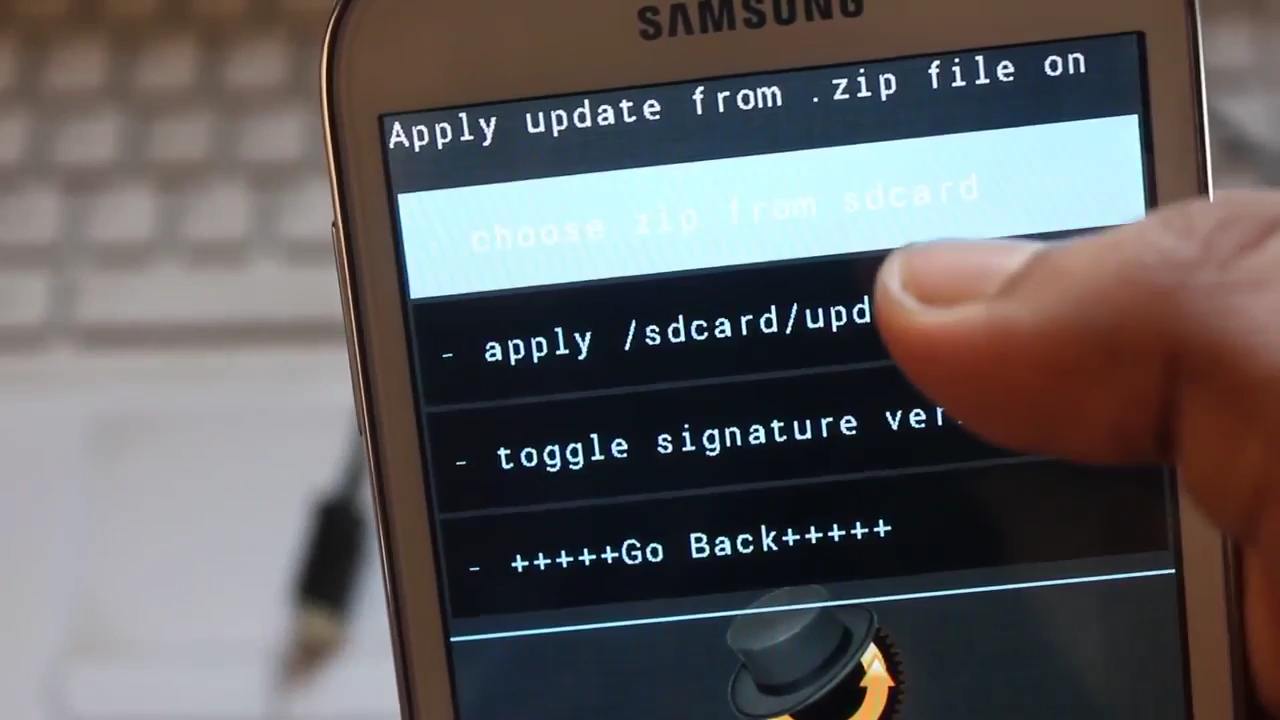 SAMSUNG
Apply update from .zip file on
- choose zip from sdcard
- apply /sdcard/upd
- toggle signature ver
- +++++Go Back+++++